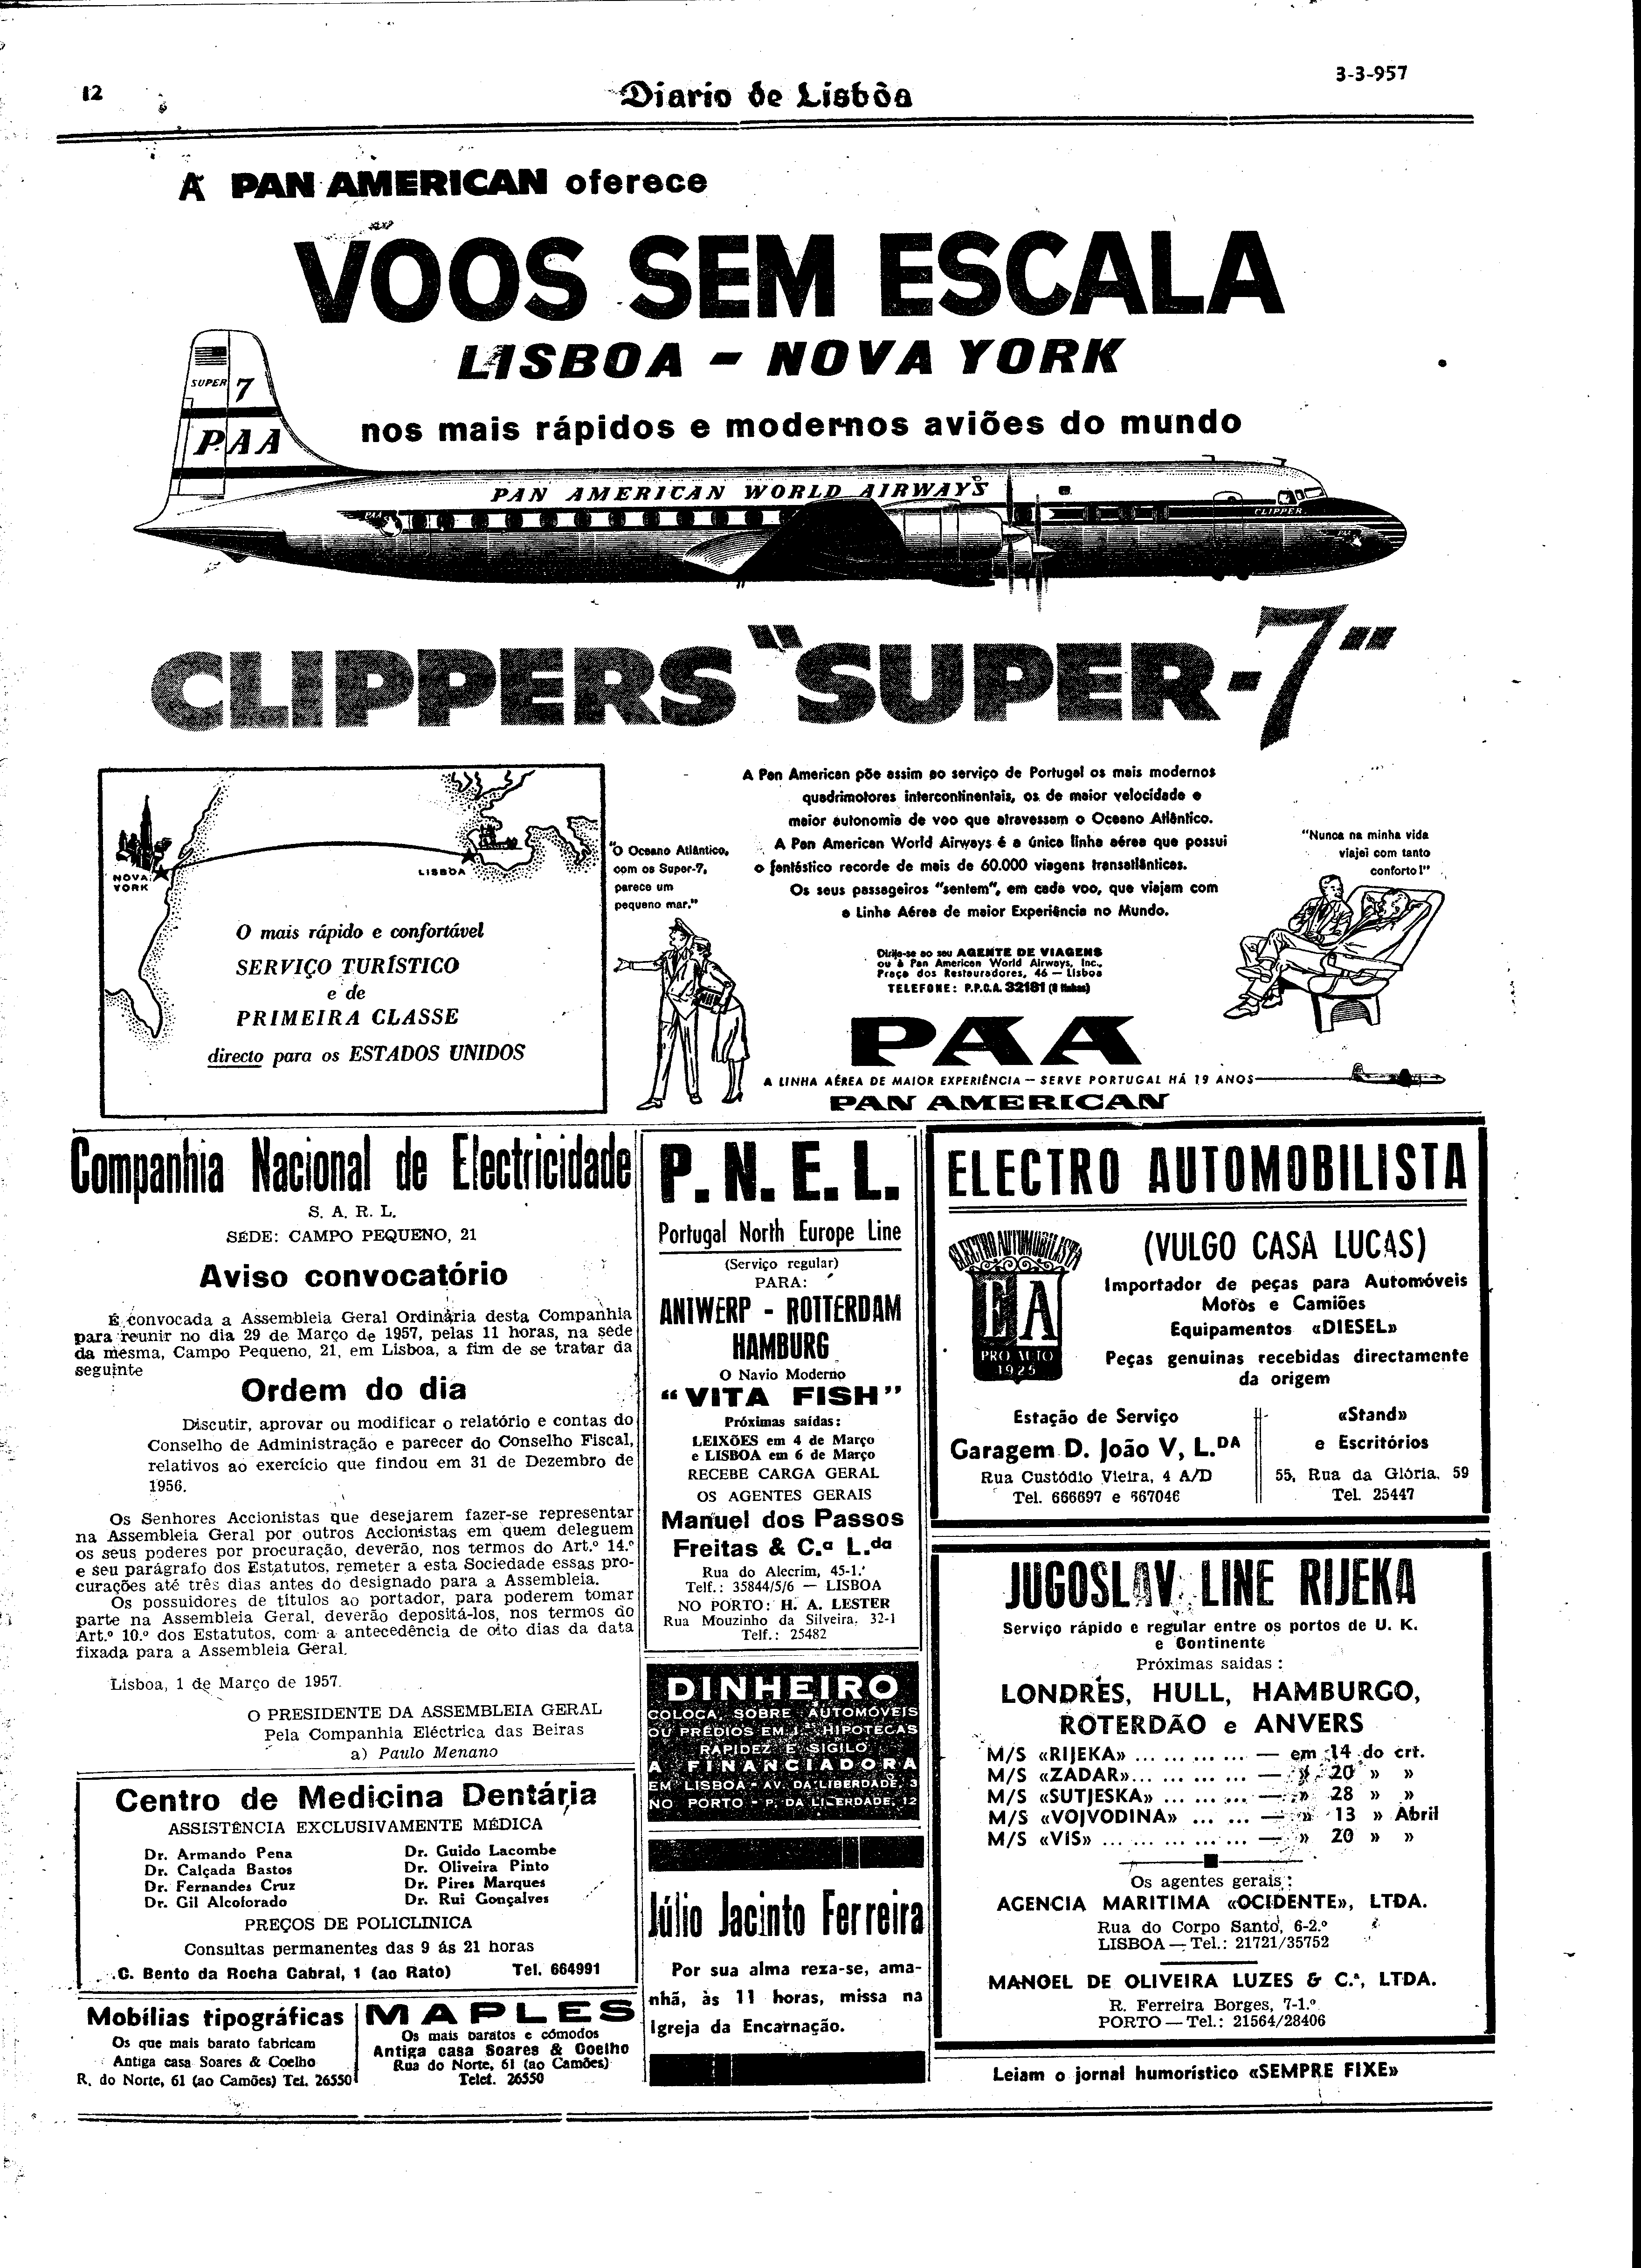 12
Diario de Lisbôa
3-3-957
A PAN AMERICAN oferece
VOOS SEM ESCALA
LISBOA - NOVA YORK
nos mais rápidos e modernos aviões do mundo
SUPER 7
PAA
PAN AMERICAN WORLD AIRWAYS
PAA
CLIPPER
CLIPPERS "SUPER-7"
NOVA
YORK
LISBOA
O mais rápido e confortável
SERVIÇO TURÍSTICO
e de
PRIMEIRA CLASSE
directo para os ESTADOS UNIDOS
"O Oceano Atlântico,
com os Super-7,
parece um
pequeno mar."
A Pan American põe assim ao serviço de Portugal os mais modernos
quadrimotores intercontinentais, os de maior velocidade e
maior autonomia de voo que atravessam o Oceano Atlântico.
A Pan American World Airways é a única linha aérea que possui
o fantástico recorde de mais de 60.000 viagens transatlânticas.
Os seus passageiros "sentem", em cada voo, que viajam com
a Linha Aérea de maior Experiência no Mundo.
"Nunca na minha vida
viajei com tanto
conforto!"
Dirija-se ao seu AGENTE DE VIAGENS
ou à Pan American World Airways, Inc.,
Praça dos Restauradores, 46 — Lisboa
TELEFONE: P.P.C.A. 32181 (8 linhas)
PAA
A LINHA AÉREA DE MAIOR EXPERIÊNCIA — SERVE PORTUGAL HÁ 19 ANOS
PAN AMERICAN
Companhia Nacional de Electricidade
S. A. R. L.
SEDE: CAMPO PEQUENO, 21
Aviso convocatório
É convocada a Assembleia Geral Ordinária desta Companhia
para reunir no dia 29 de Março de 1957, pelas 11 horas, na sede
da mesma, Campo Pequeno, 21, em Lisboa, a fim de se tratar da
seguinte
Ordem do dia
Discutir, aprovar ou modificar o relatório e contas do
Conselho de Administração e parecer do Conselho Fiscal,
relativos ao exercício que findou em 31 de Dezembro de
1956.
Os Senhores Accionistas que desejarem fazer-se representar
na Assembleia Geral por outros Accionistas em quem deleguem
os seus poderes por procuração, deverão, nos termos do Art.º 14.º
e seu parágrafo dos Estatutos, remeter a esta Sociedade essas pro-
curações até três dias antes do designado para a Assembleia.
Os possuidores de títulos ao portador, para poderem tomar
parte na Assembleia Geral, deverão depositá-los, nos termos do
Art.º 10.º dos Estatutos, com a antecedência de oito dias da data
fixada para a Assembleia Geral.
Lisboa, 1 de Março de 1957.
O PRESIDENTE DA ASSEMBLEIA GERAL
Pela Companhia Eléctrica das Beiras
a) Paulo Menano
Centro de Medicina Dentária
ASSISTÊNCIA EXCLUSIVAMENTE MÉDICA
Dr. Armando Pena
Dr. Calçada Bastos
Dr. Fernandes Cruz
Dr. Gil Alcoforado
Dr. Guido Lacombe
Dr. Oliveira Pinto
Dr. Pires Marques
Dr. Rui Gonçalves
PREÇOS DE POLICLINICA
Consultas permanentes das 9 ás 21 horas
C. Bento da Rocha Cabral, 1 (ao Rato) Tel. 664991
Mobílias tipográficas
Os que mais barato fabricam
Antiga casa Soares & Coelho
R. do Norte, 61 (ao Camões) Tel. 26550
MAPLES
Os mais baratos e cómodos
Antiga casa Soares & Coelho
Rua do Norte, 61 (ao Camões)
Telef. 26550
P. N. E. L.
Portugal North Europe Line
(Serviço regular)
PARA:
ANTWERP - ROTTERDAM
HAMBURG
O Navio Moderno
"VITA FISH"
Próximas saídas:
LEIXÕES em 4 de Março
e LISBOA em 6 de Março
RECEBE CARGA GERAL
OS AGENTES GERAIS
Manuel dos Passos
Freitas & C.ª L.da
Rua do Alecrim, 45-1.º
Telf.: 35844/5/6 — LISBOA
NO PORTO: H. A. LESTER
Rua Mouzinho da Silveira, 32-1
Telf.: 25482
DINHEIRO
COLOCA SOBRE AUTOMÓVEIS
OU PRÉDIOS EM 1.ªs HIPOTECAS
RAPIDEZ E SIGILO
A FINANCIADORA
EM LISBOA - AV. DA LIBERDADE, 3
NO PORTO - P. DA LIBERDADE, 12
Júlio Jacinto Ferreira
Por sua alma reza-se, ama-
nhã, às 11 horas, missa na
Igreja da Encarnação.
ELECTRO AUTOMOBILISTA
ELECTRO AUTOMOBILISTA
EA
PRO AUTO
1925
(VULGO CASA LUCAS)
Importador de peças para Automóveis
Motos e Camiões
Equipamentos «DIESEL»
Peças genuinas recebidas directamente
da origem
Estação de Serviço
Garagem D. João V, L.DA
Rua Custódio Vieira, 4 A/D
Tel. 666697 e 667046
«Stand»
e Escritórios
55, Rua da Glória, 59
Tel. 25447
JUGOSLAV LINE RIJEKA
Serviço rápido e regular entre os portos de U. K.
e Continente
Próximas saidas:
LONDRES, HULL, HAMBURGO,
ROTERDÃO e ANVERS
M/S «RIJEKA» ... ... ... ... — em 14 do crt.
M/S «ZADAR»... ... ... ... — » 20 » »
M/S «SUTJESKA» ... ... ... — » 28 » »
M/S «VOJVODINA» ... ... — » 13 » Abril
M/S «VIS» ... ... ... ... ... — » 20 » »
Os agentes gerais:
AGENCIA MARITIMA «OCIDENTE», LTDA.
Rua do Corpo Santo, 6-2.º
LISBOA — Tel.: 21721/35752
MANOEL DE OLIVEIRA LUZES & C.ª, LTDA.
R. Ferreira Borges, 7-1.º
PORTO — Tel.: 21564/28406
Leiam o jornal humorístico «SEMPRE FIXE»